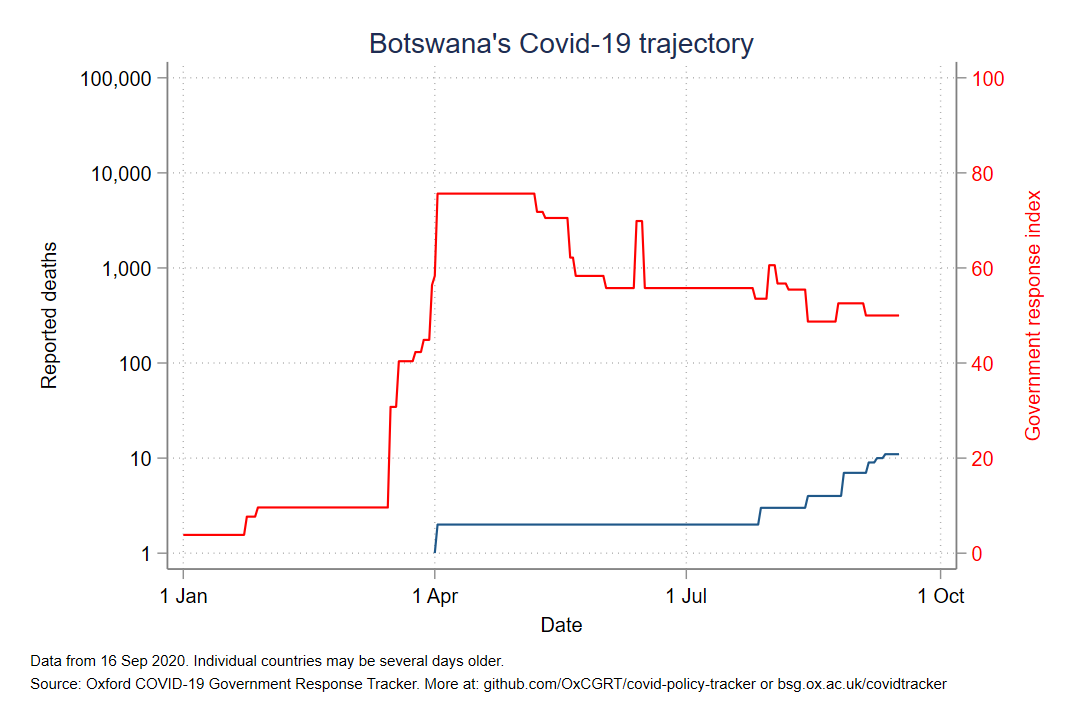 Botswana's Covid-19 trajectory
100,000
10,000
1,000
100
10
1
Reported deaths
100
80
60
40
20
0
Government response index
1 Jan
1 Apr
1 Jul
1 Oct
Date
Data from 16 Sep 2020. Individual countries may be several days older.
Source: Oxford COVID-19 Government Response Tracker. More at: github.com/OxCGRT/covid-policy-tracker or bsg.ox.ac.uk/covidtracker